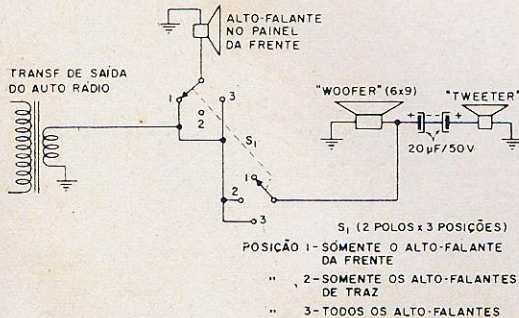 ALTO-FALANTE
NO PAINEL
DA FRENTE
TRANSF DE SAÍDA
DO AUTO RÁDIO
1
3
2
S1
"WOOFER" (6x9)
"TWEETER"
+ - - +
20µF/50V
1
2
3
S1 (2 POLOS x 3 POSIÇÕES)
POSIÇÃO 1-SÒMENTE O ALTO-FALANTE
DA FRENTE
" 2-SOMENTE OS ALTO-FALANTES
DE TRAZ
" 3-TODOS OS ALTO-FALANTES